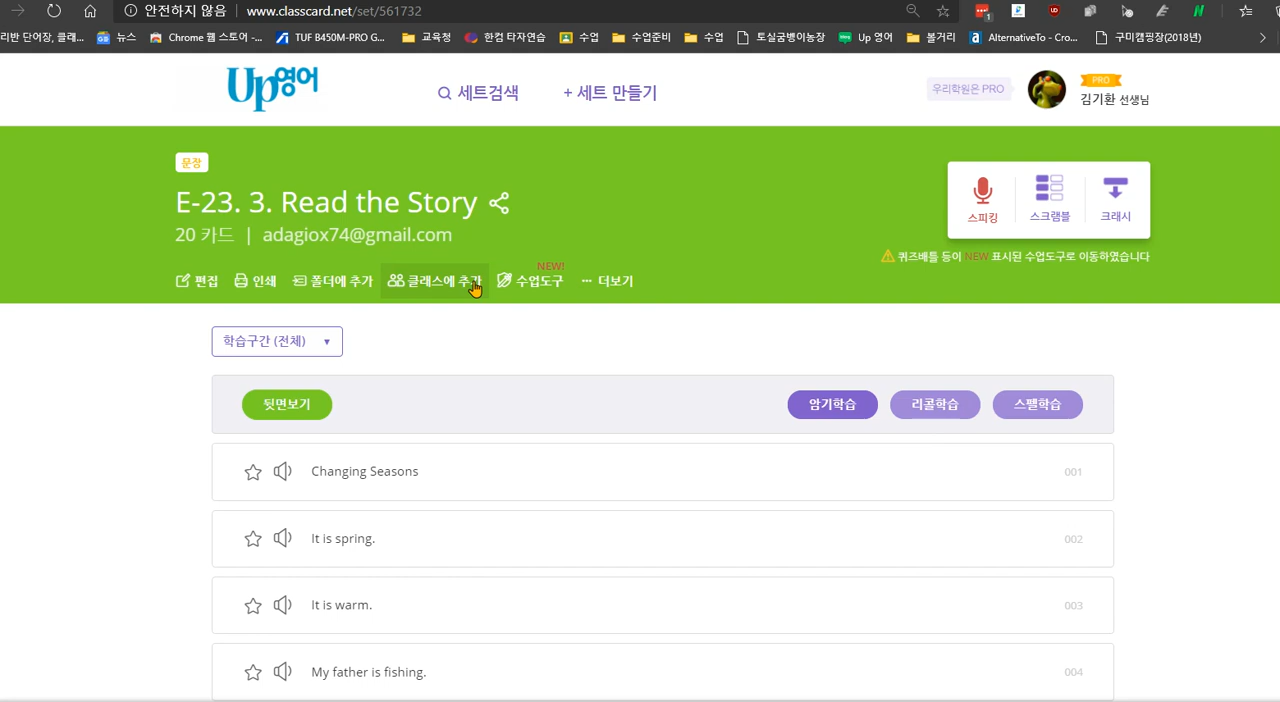 안전하지 않음 | www.classcard.net/set/561732
1
리반 단어장, 클래... 뉴스 Chrome 웹 스토어 -... TUF B450M-PRO G... 교육청 한컴 타자연습 수업 수업준비 수업 토실굼벵이농장 Up 영어 볼거리 AlternativeTo - Cro... 구미캠핑장(2018년)
Up영어
세트검색
+ 세트 만들기
우리학원은 PRO
PRO
김기환 선생님
문장
E-23. 3. Read the Story
20 카드 | adagiox74@gmail.com
스피킹
스크램블
크래시
퀴즈배틀 등이 NEW 표시된 수업도구로 이동하였습니다
NEW!
편집 인쇄 폴더에 추가 클래스에 추가 수업도구 ··· 더보기
학습구간 (전체) ▼
뒷면보기
암기학습
리콜학습
스펠학습
Changing Seasons 001
It is spring. 002
It is warm. 003
My father is fishing. 004